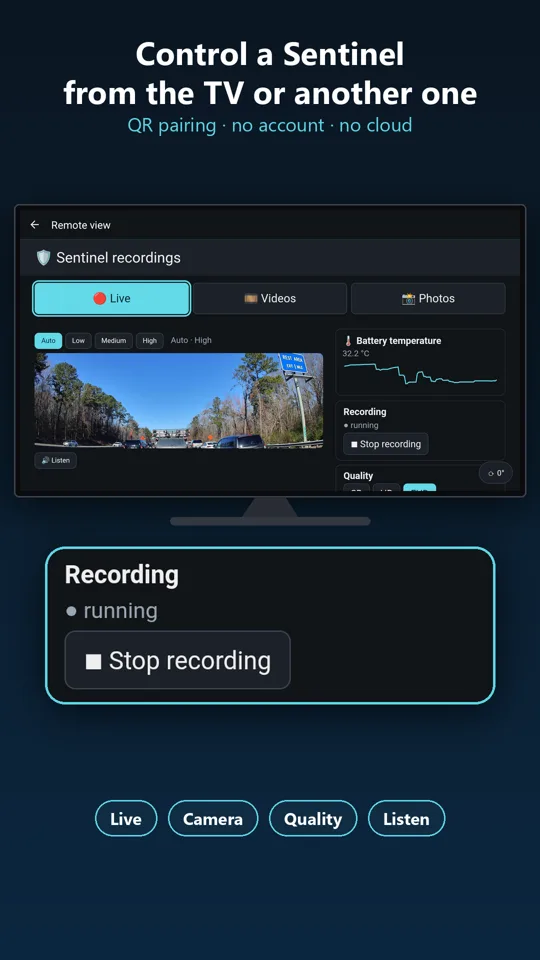 Control a Sentinel
from the TV or another one
QR pairing · no account · no cloud
← Remote view
🛡️ Sentinel recordings
🔴 Live
🎞️ Videos
📸 Photos
Auto
Low
Medium
High
Auto · High
REST AREA
🔊 Listen
🌡️ Battery temperature
32.2 °C
Recording
● running
■ Stop recording
Quality
0°
Recording
● running
■ Stop recording
Live
Camera
Quality
Listen